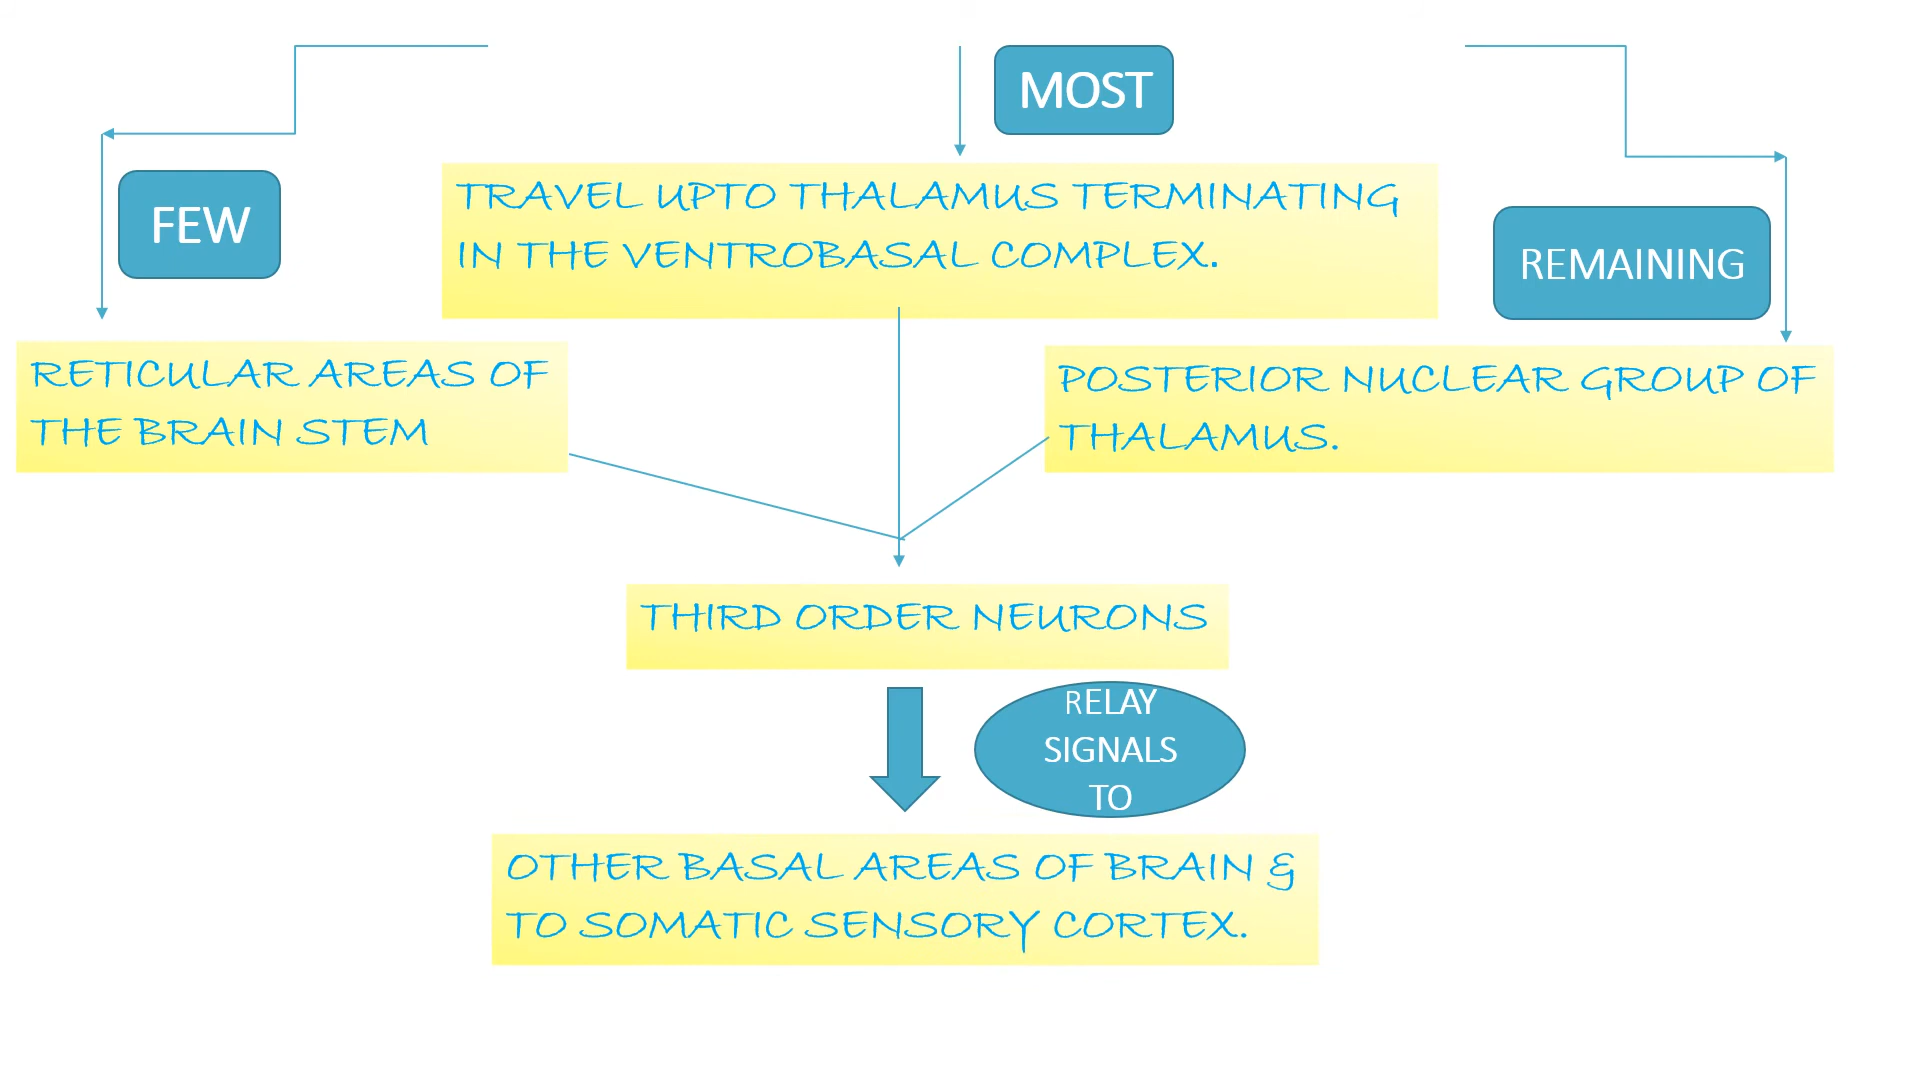 MOST
FEW
TRAVEL UPTO THALAMUS TERMINATING
IN THE VENTROBASAL COMPLEX.
REMAINING
RETICULAR AREAS OF
THE BRAIN STEM
POSTERIOR NUCLEAR GROUP OF
THALAMUS.
THIRD ORDER NEURONS
RELAY
SIGNALS
TO
OTHER BASAL AREAS OF BRAIN &
TO SOMATIC SENSORY CORTEX.